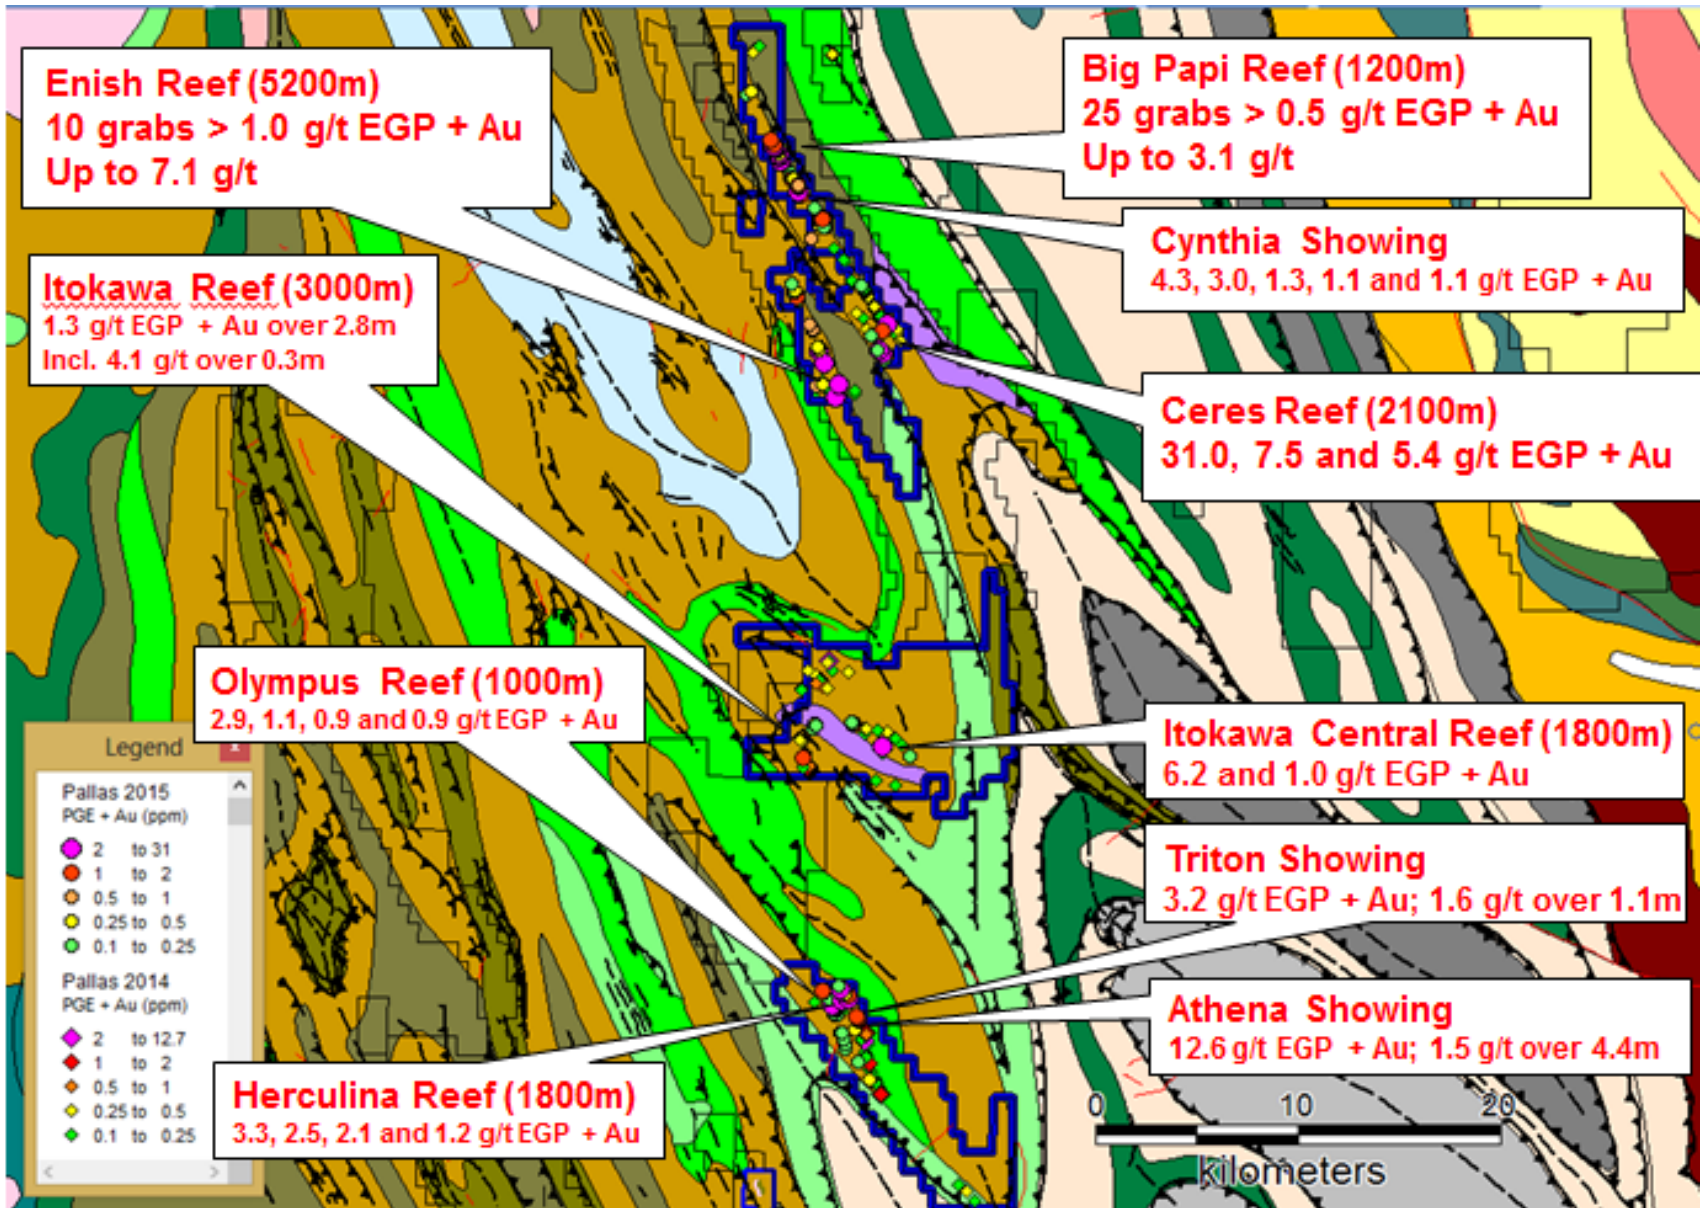 Enish Reef (5200m)
10 grabs > 1.0 g/t EGP + Au
Up to 7.1 g/t
Big Papi Reef (1200m)
25 grabs > 0.5 g/t EGP + Au
Up to 3.1 g/t
Cynthia Showing
4.3, 3.0, 1.3, 1.1 and 1.1 g/t EGP + Au
Itokawa Reef (3000m)
1.3 g/t EGP + Au over 2.8m
Incl. 4.1 g/t over 0.3m
Ceres Reef (2100m)
31.0, 7.5 and 5.4 g/t EGP + Au
Olympus Reef (1000m)
2.9, 1.1, 0.9 and 0.9 g/t EGP + Au
Itokawa Central Reef (1800m)
6.2 and 1.0 g/t EGP + Au
Triton Showing
3.2 g/t EGP + Au; 1.6 g/t over 1.1m
Athena Showing
12.6 g/t EGP + Au; 1.5 g/t over 4.4m
Herculina Reef (1800m)
3.3, 2.5, 2.1 and 1.2 g/t EGP + Au
Legend x
Pallas 2015
PGE + Au (ppm)
2 to 31
1 to 2
0.5 to 1
0.25 to 0.5
0.1 to 0.25
Pallas 2014
PGE + Au (ppm)
2 to 12.7
1 to 2
0.5 to 1
0.25 to 0.5
0.1 to 0.25
0 10 20
kilometers